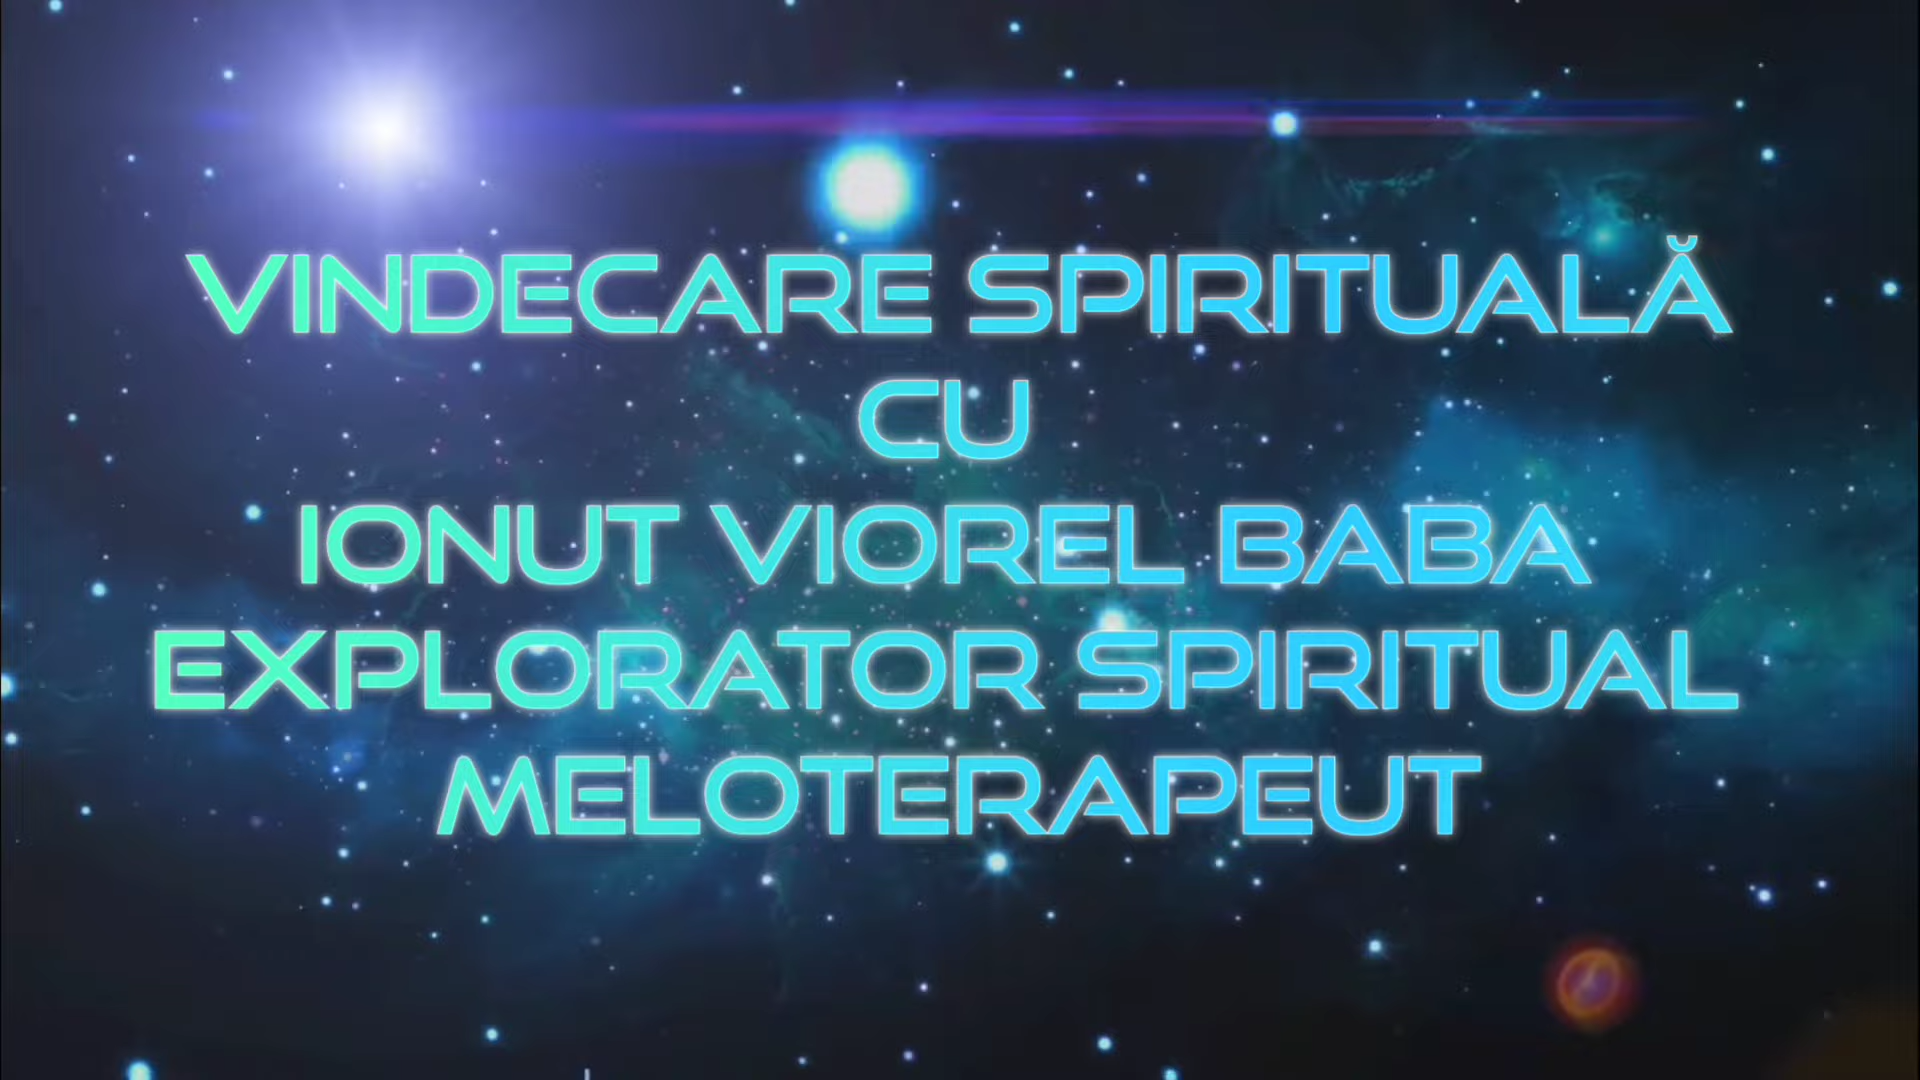 VINDECARE SPIRITUALĂ
CU
IONUT VIOREL BABA
EXPLORATOR SPIRITUAL
MELOTERAPEUT